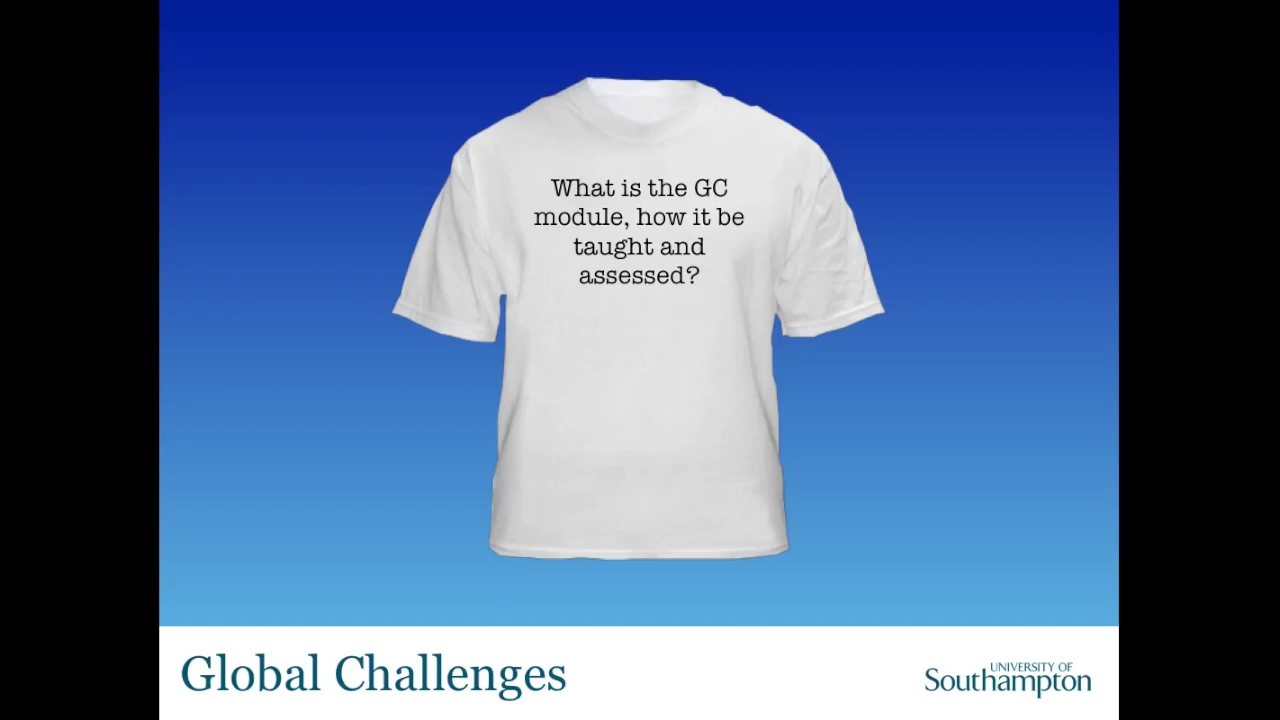 What is the GC
module, how it be
taught and
assessed?
Global Challenges
UNIVERSITY OF
Southampton